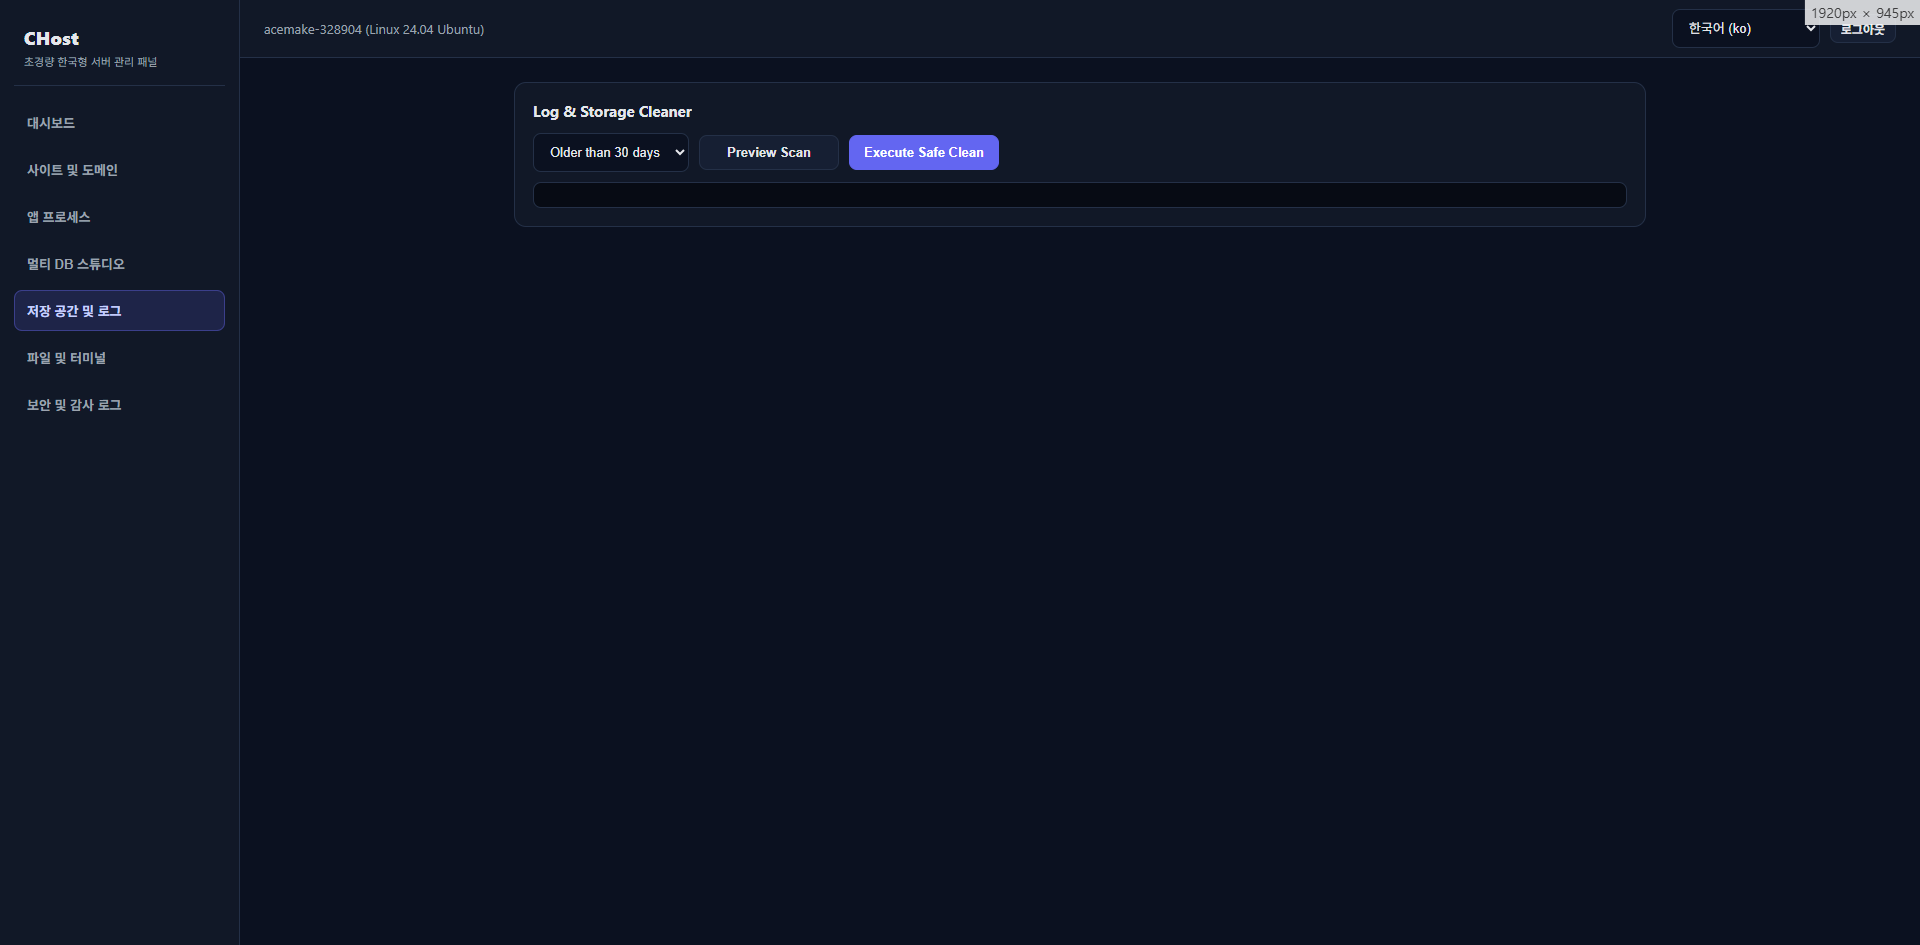 CHost
초경량 한국형 서버 관리 패널
대시보드
사이트 및 도메인
앱 프로세스
멀티 DB 스튜디오
저장 공간 및 로그
파일 및 터미널
보안 및 감사 로그
acemake-328904 (Linux 24.04 Ubuntu)
한국어 (ko)
1920px × 945px
로그아웃
Log & Storage Cleaner
Older than 30 days
Preview Scan
Execute Safe Clean